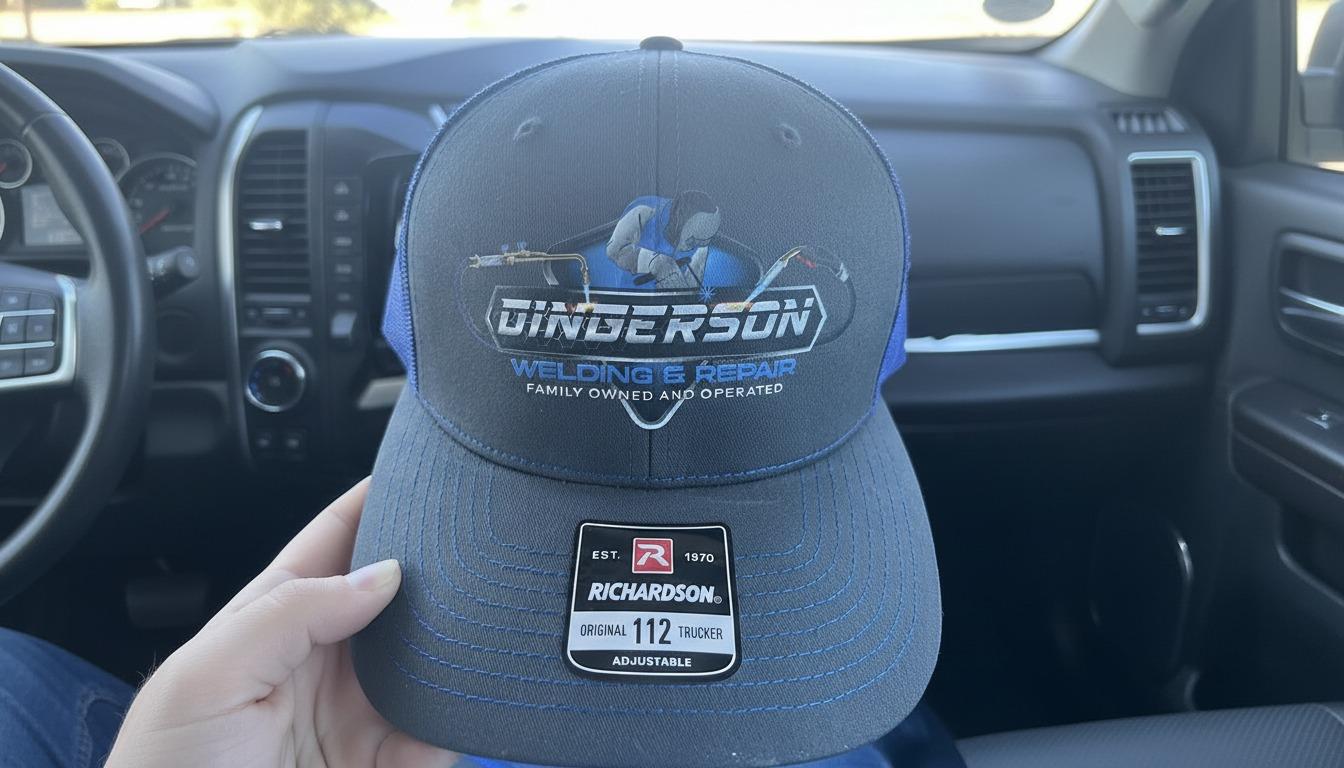 DINGERSON
WELDING & REPAIR
FAMILY OWNED AND OPERATED
EST. R 1970
RICHARDSON®
ORIGINAL 112 TRUCKER
ADJUSTABLE